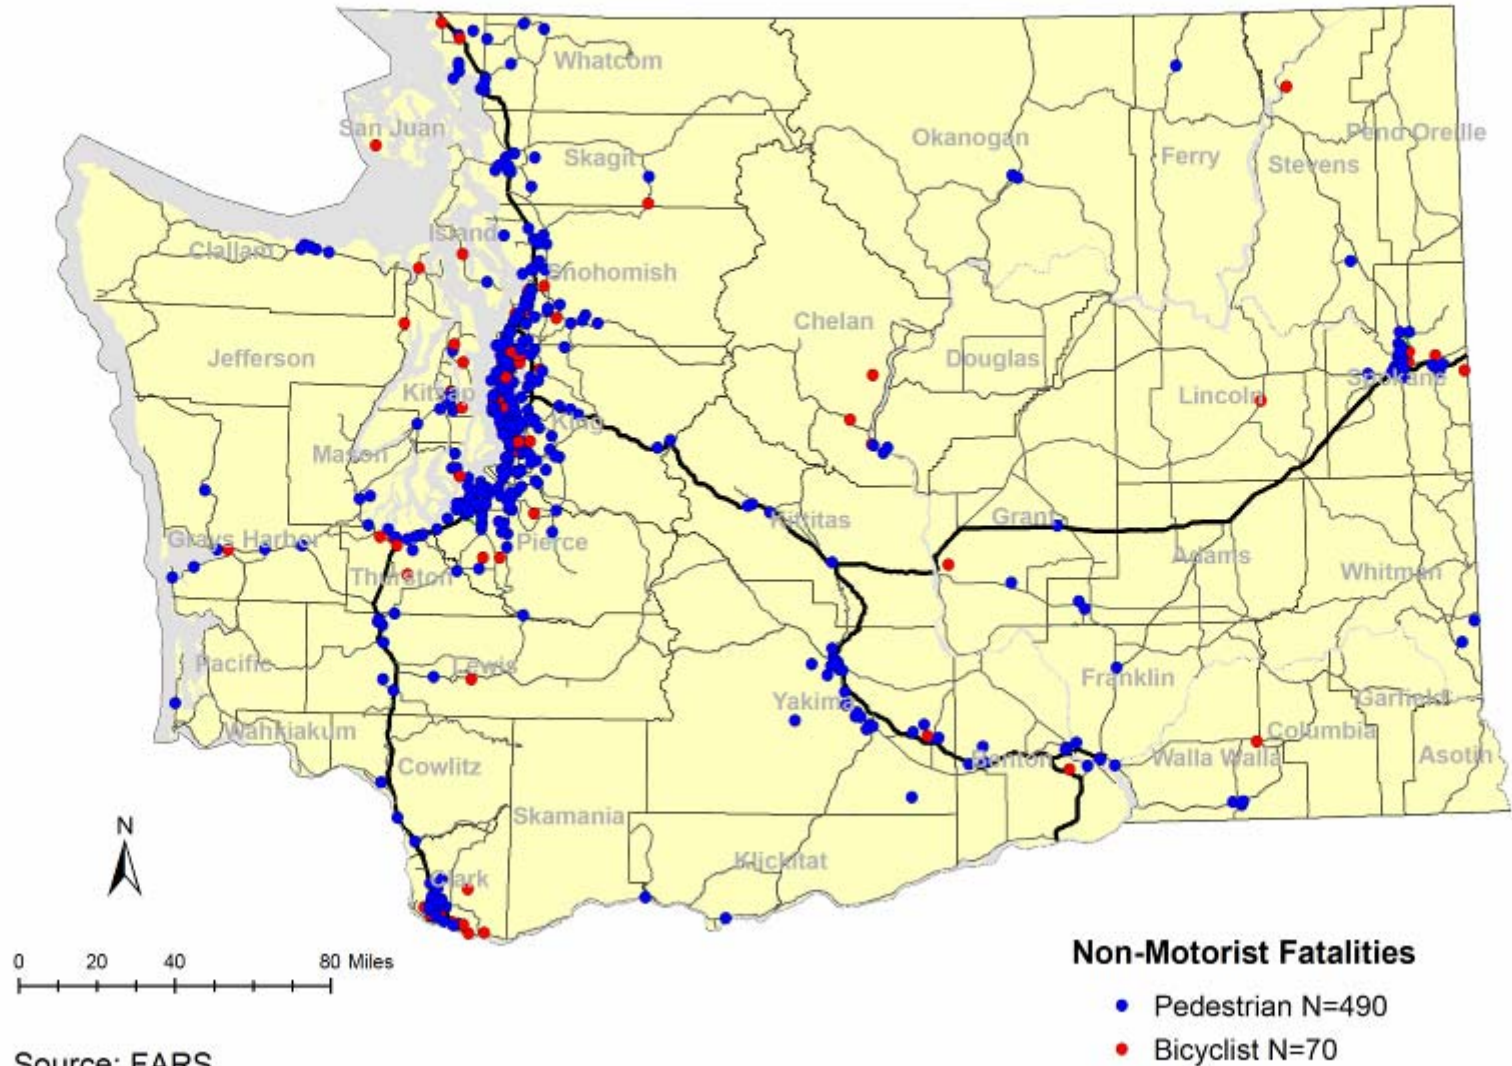 Whatcom
San Juan
Okanogan
Pend Oreille
Skagit
Ferry
Stevens
Island
Clallam
Snohomish
Chelan
Jefferson
Douglas
Kitsap
Lincoln
Spokane
King
Mason
Grays Harbor
Kittitas
Grant
Pierce
Adams
Thurston
Whitman
Pacific
Lewis
Franklin
Yakima
Garfield
Wahkiakum
Columbia
Cowlitz
Benton
Walla Walla
Asotin
Skamania
N
Klickitat
Clark
Non-Motorist Fatalities
0 20 40 80 Miles
Pedestrian N=490
Bicyclist N=70
Source: FARS